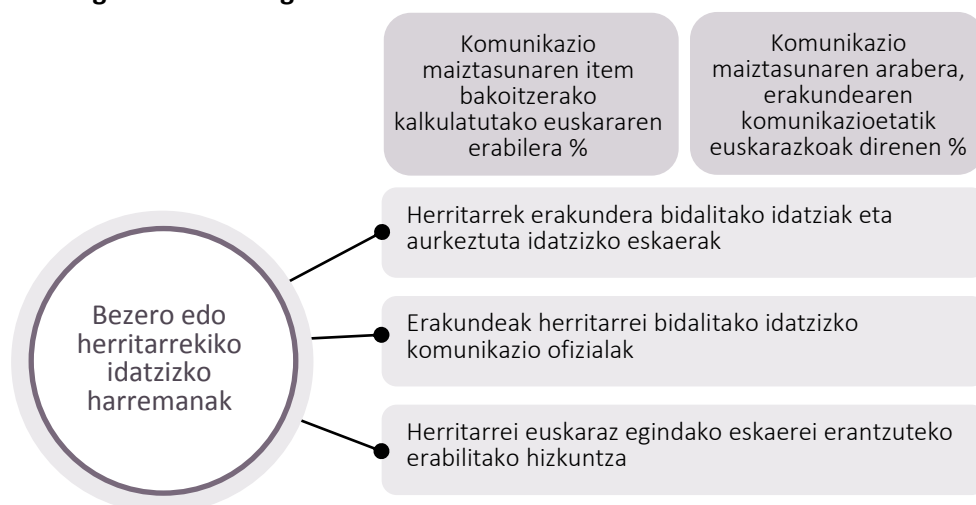 Komunikazio
maiztasunaren item
bakoitzerako
kalkulatutako euskararen
erabilera %
Komunikazio
maiztasunaren arabera,
erakundearen
komunikazioetatik
euskarazkoak direnen %
Bezero edo
herritarrekiko
idatzizko
harremanak
Herritarrek erakundera bidalitako idatziak eta
aurkeztuta idatzizko eskaerak
Erakundeak herritarrei bidalitako idatzizko
komunikazio ofizialak
Herritarrei euskaraz egindako eskaerei erantzuteko
erabilitako hizkuntza